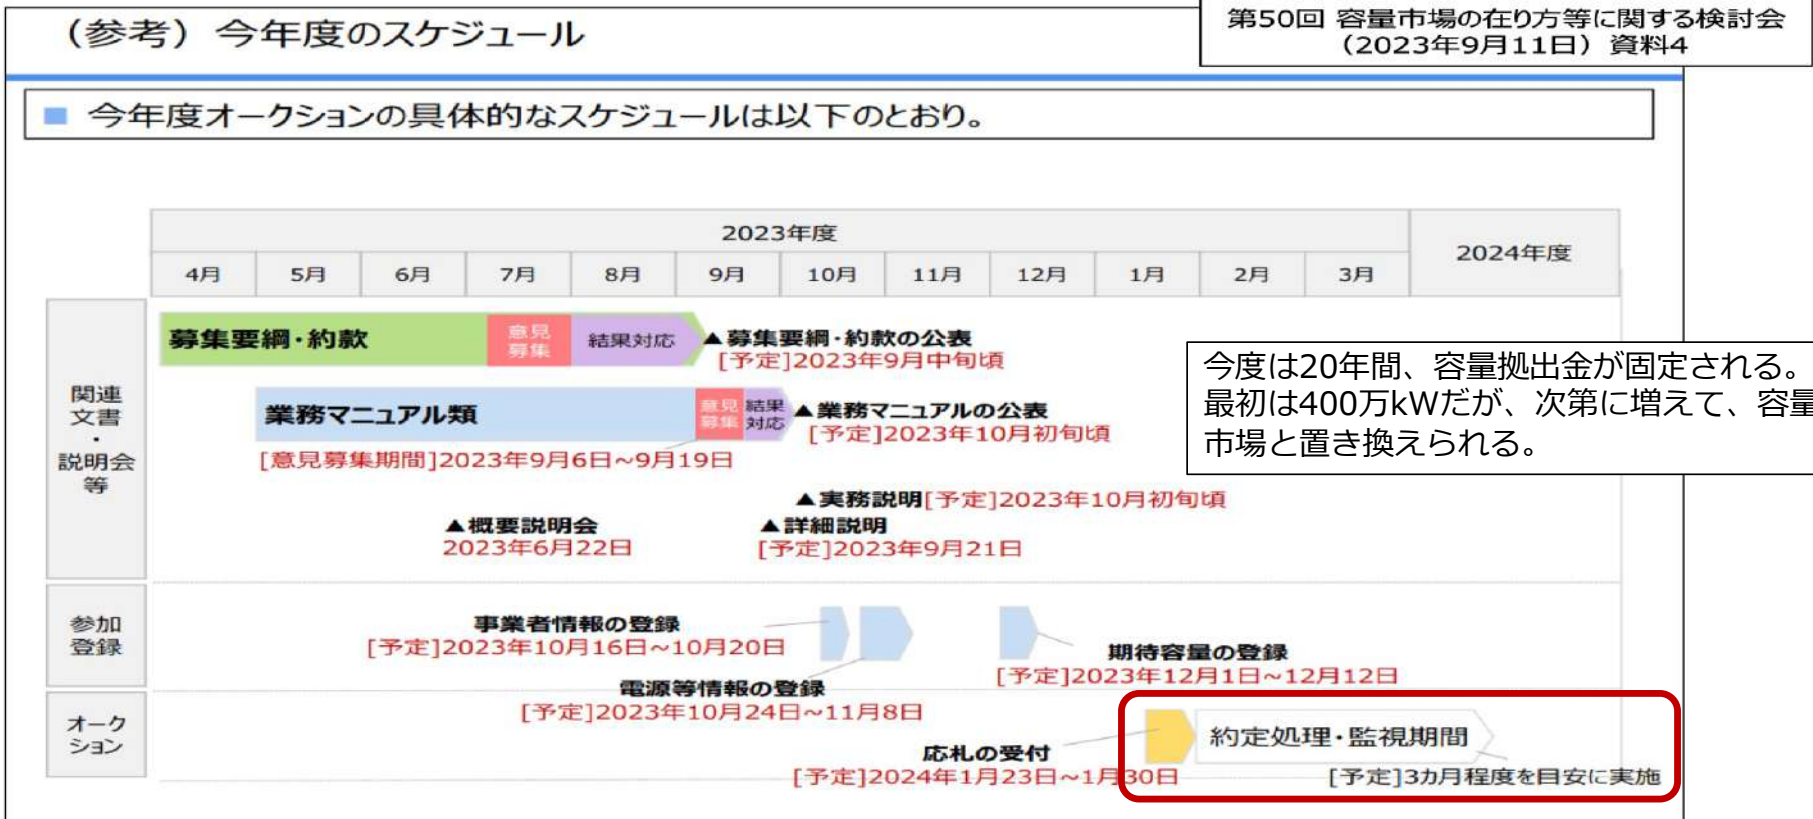 （参考）今年度のスケジュール
第50回 容量市場の在り方等に関する検討会
（2023年9月11日）資料4
■ 今年度オークションの具体的なスケジュールは以下のとおり。
2023年度
2024年度
4月 5月 6月 7月 8月 9月 10月 11月 12月 1月 2月 3月
関連
文書
・
説明会
等
募集要綱・約款
意見
募集
結果対応
▲募集要綱・約款の公表
[予定]2023年9月中旬頃
今度は20年間、容量拠出金が固定される。
最初は400万kWだが、次第に増えて、容量
市場と置き換えられる。
業務マニュアル類
意見
募集
結果
対応
▲業務マニュアルの公表
[予定]2023年10月初旬頃
[意見募集期間]2023年9月6日～9月19日
▲実務説明[予定]2023年10月初旬頃
▲概要説明会
2023年6月22日
▲詳細説明
[予定]2023年9月21日
参加
登録
事業者情報の登録
[予定]2023年10月16日～10月20日
期待容量の登録
[予定]2023年12月1日～12月12日
電源等情報の登録
[予定]2023年10月24日～11月8日
オーク
ション
約定処理・監視期間
応札の受付
[予定]2024年1月23日～1月30日
[予定]3カ月程度を目安に実施